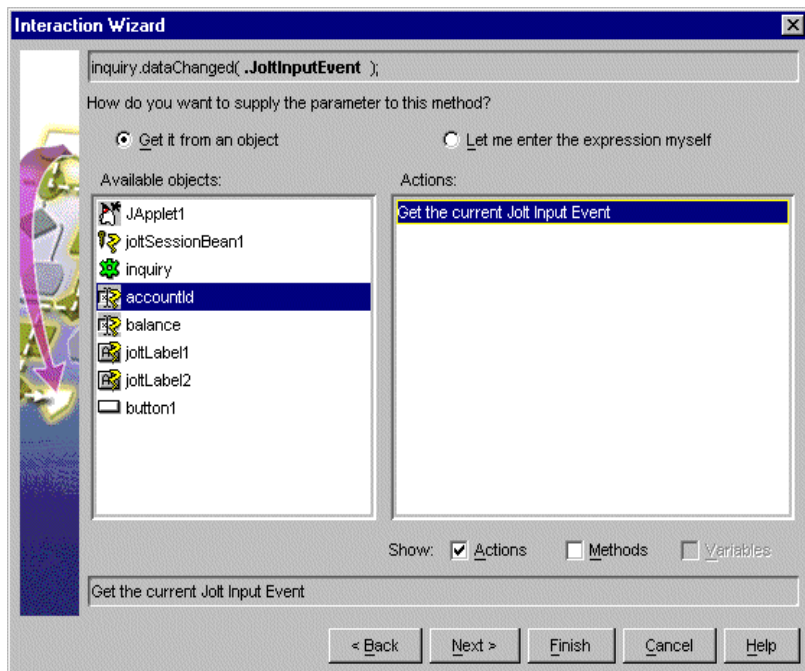 Interaction Wizard
inquiry.dataChanged( .JoltInputEvent );
How do you want to supply the parameter to this method?
Get it from an object
Let me enter the expression myself
Available objects:
Actions:
JApplet1
joltSessionBean1
inquiry
accountId
balance
joltLabel1
joltLabel2
button1
Get the current Jolt Input Event
Show: Actions Methods Variables
Get the current Jolt Input Event
< Back Next > Finish Cancel Help